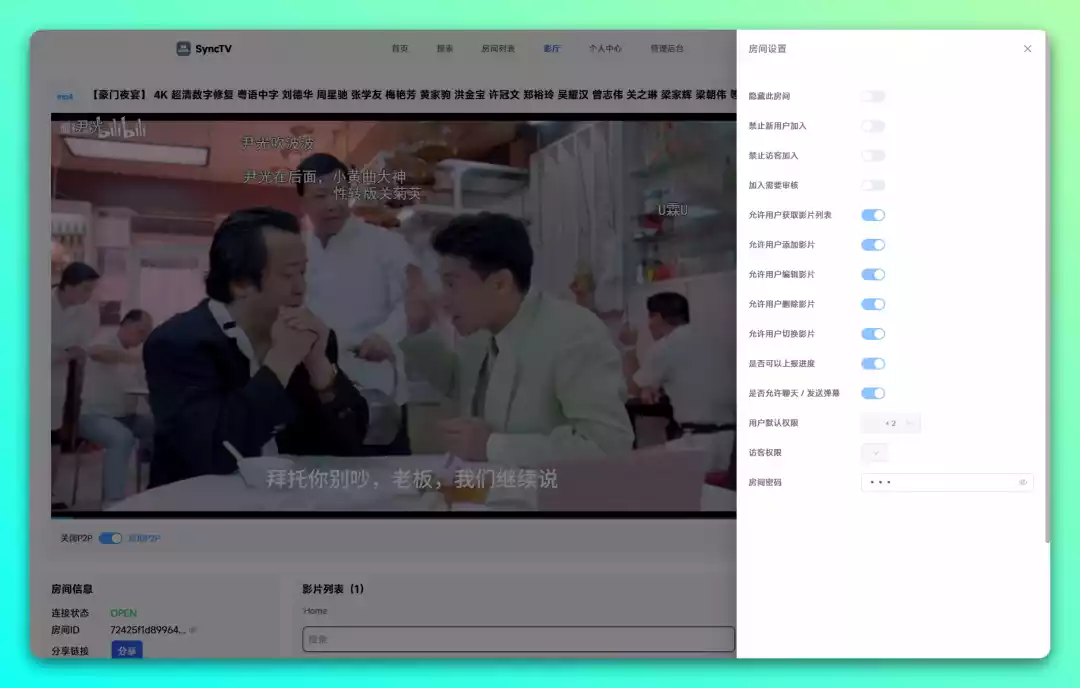 SyncTV
首页 搜索 房间列表 影厅 个人中心 管理后台
mp4 【豪门夜宴】 4K 超清数字修复 粤语中字 刘德华 周星驰 张学友 梅艳芳 黄家驹 洪金宝 许冠文 郑裕玲 吴耀汉 曾志伟 关之琳 梁家辉 梁朝伟
尹光
bilibili
尹光吹波波
尹光在后面，小黄曲大神
性转版关菊英
U霖U
拜托你别吵，老板，我们继续说
关闭P2P 启用P2P
房间信息
连接状态 OPEN
房间ID 72425f1d89964...
分享链接 分享
影片列表（1）
Home
搜索
房间设置
隐藏此房间
禁止新用户加入
禁止访客加入
加入需要审核
允许用户获取影片列表
允许用户添加影片
允许用户编辑影片
允许用户删除影片
允许用户切换影片
是否可以上报进度
是否允许聊天 / 发送弹幕
用户默认权限 + 2
访客权限
房间密码 •••